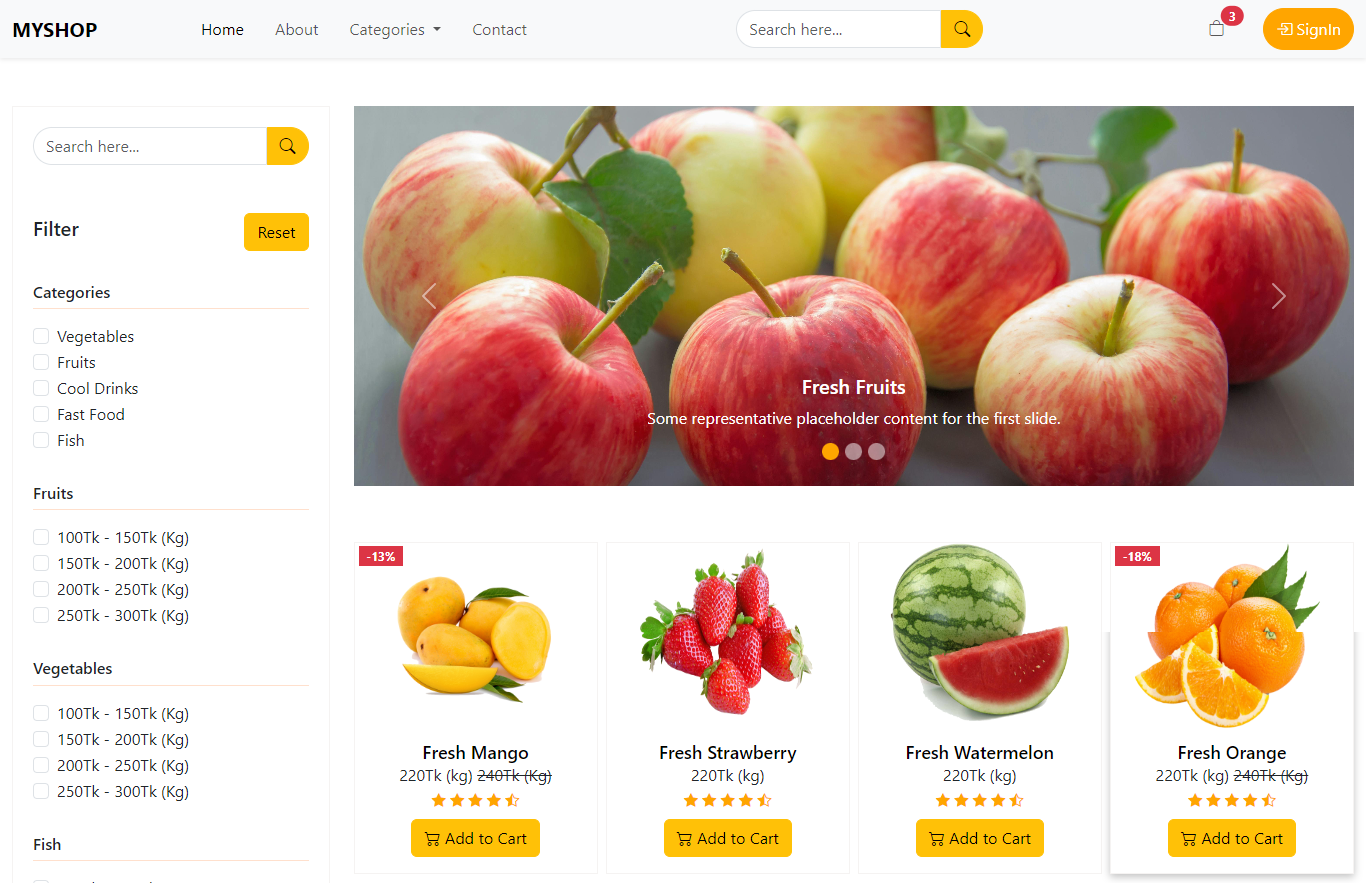 MYSHOP Home About Categories Contact Search here... 3 SignIn
Search here...
Filter Reset
Categories
Vegetables
Fruits
Cool Drinks
Fast Food
Fish
Fruits
100Tk - 150Tk (Kg)
150Tk - 200Tk (Kg)
200Tk - 250Tk (Kg)
250Tk - 300Tk (Kg)
Vegetables
100Tk - 150Tk (Kg)
150Tk - 200Tk (Kg)
200Tk - 250Tk (Kg)
250Tk - 300Tk (Kg)
Fish
Fresh Fruits
Some representative placeholder content for the first slide.
-13%
Fresh Mango
220Tk (kg) 240Tk (Kg)
Add to Cart
Fresh Strawberry
220Tk (kg)
Add to Cart
Fresh Watermelon
220Tk (kg)
Add to Cart
-18%
Fresh Orange
220Tk (kg) 240Tk (Kg)
Add to Cart